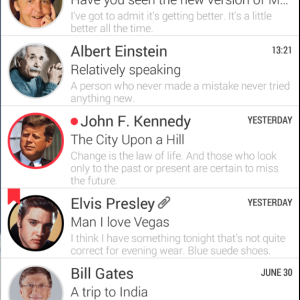 Have you seen the new version of M...
I've got to admit it's getting better. It's a little
better all the time.
Albert Einstein 13:21
Relatively speaking
A person who never made a mistake never tried
anything new.
John F. Kennedy YESTERDAY
The City Upon a Hill
Change is the law of life. And those who look
only to the past or present are certain to miss
the future.
Elvis Presley YESTERDAY
Man I love Vegas
I think I have something tonight that's not quite
correct for evening wear. Blue suede shoes.
Bill Gates JUNE 30
A trip to India